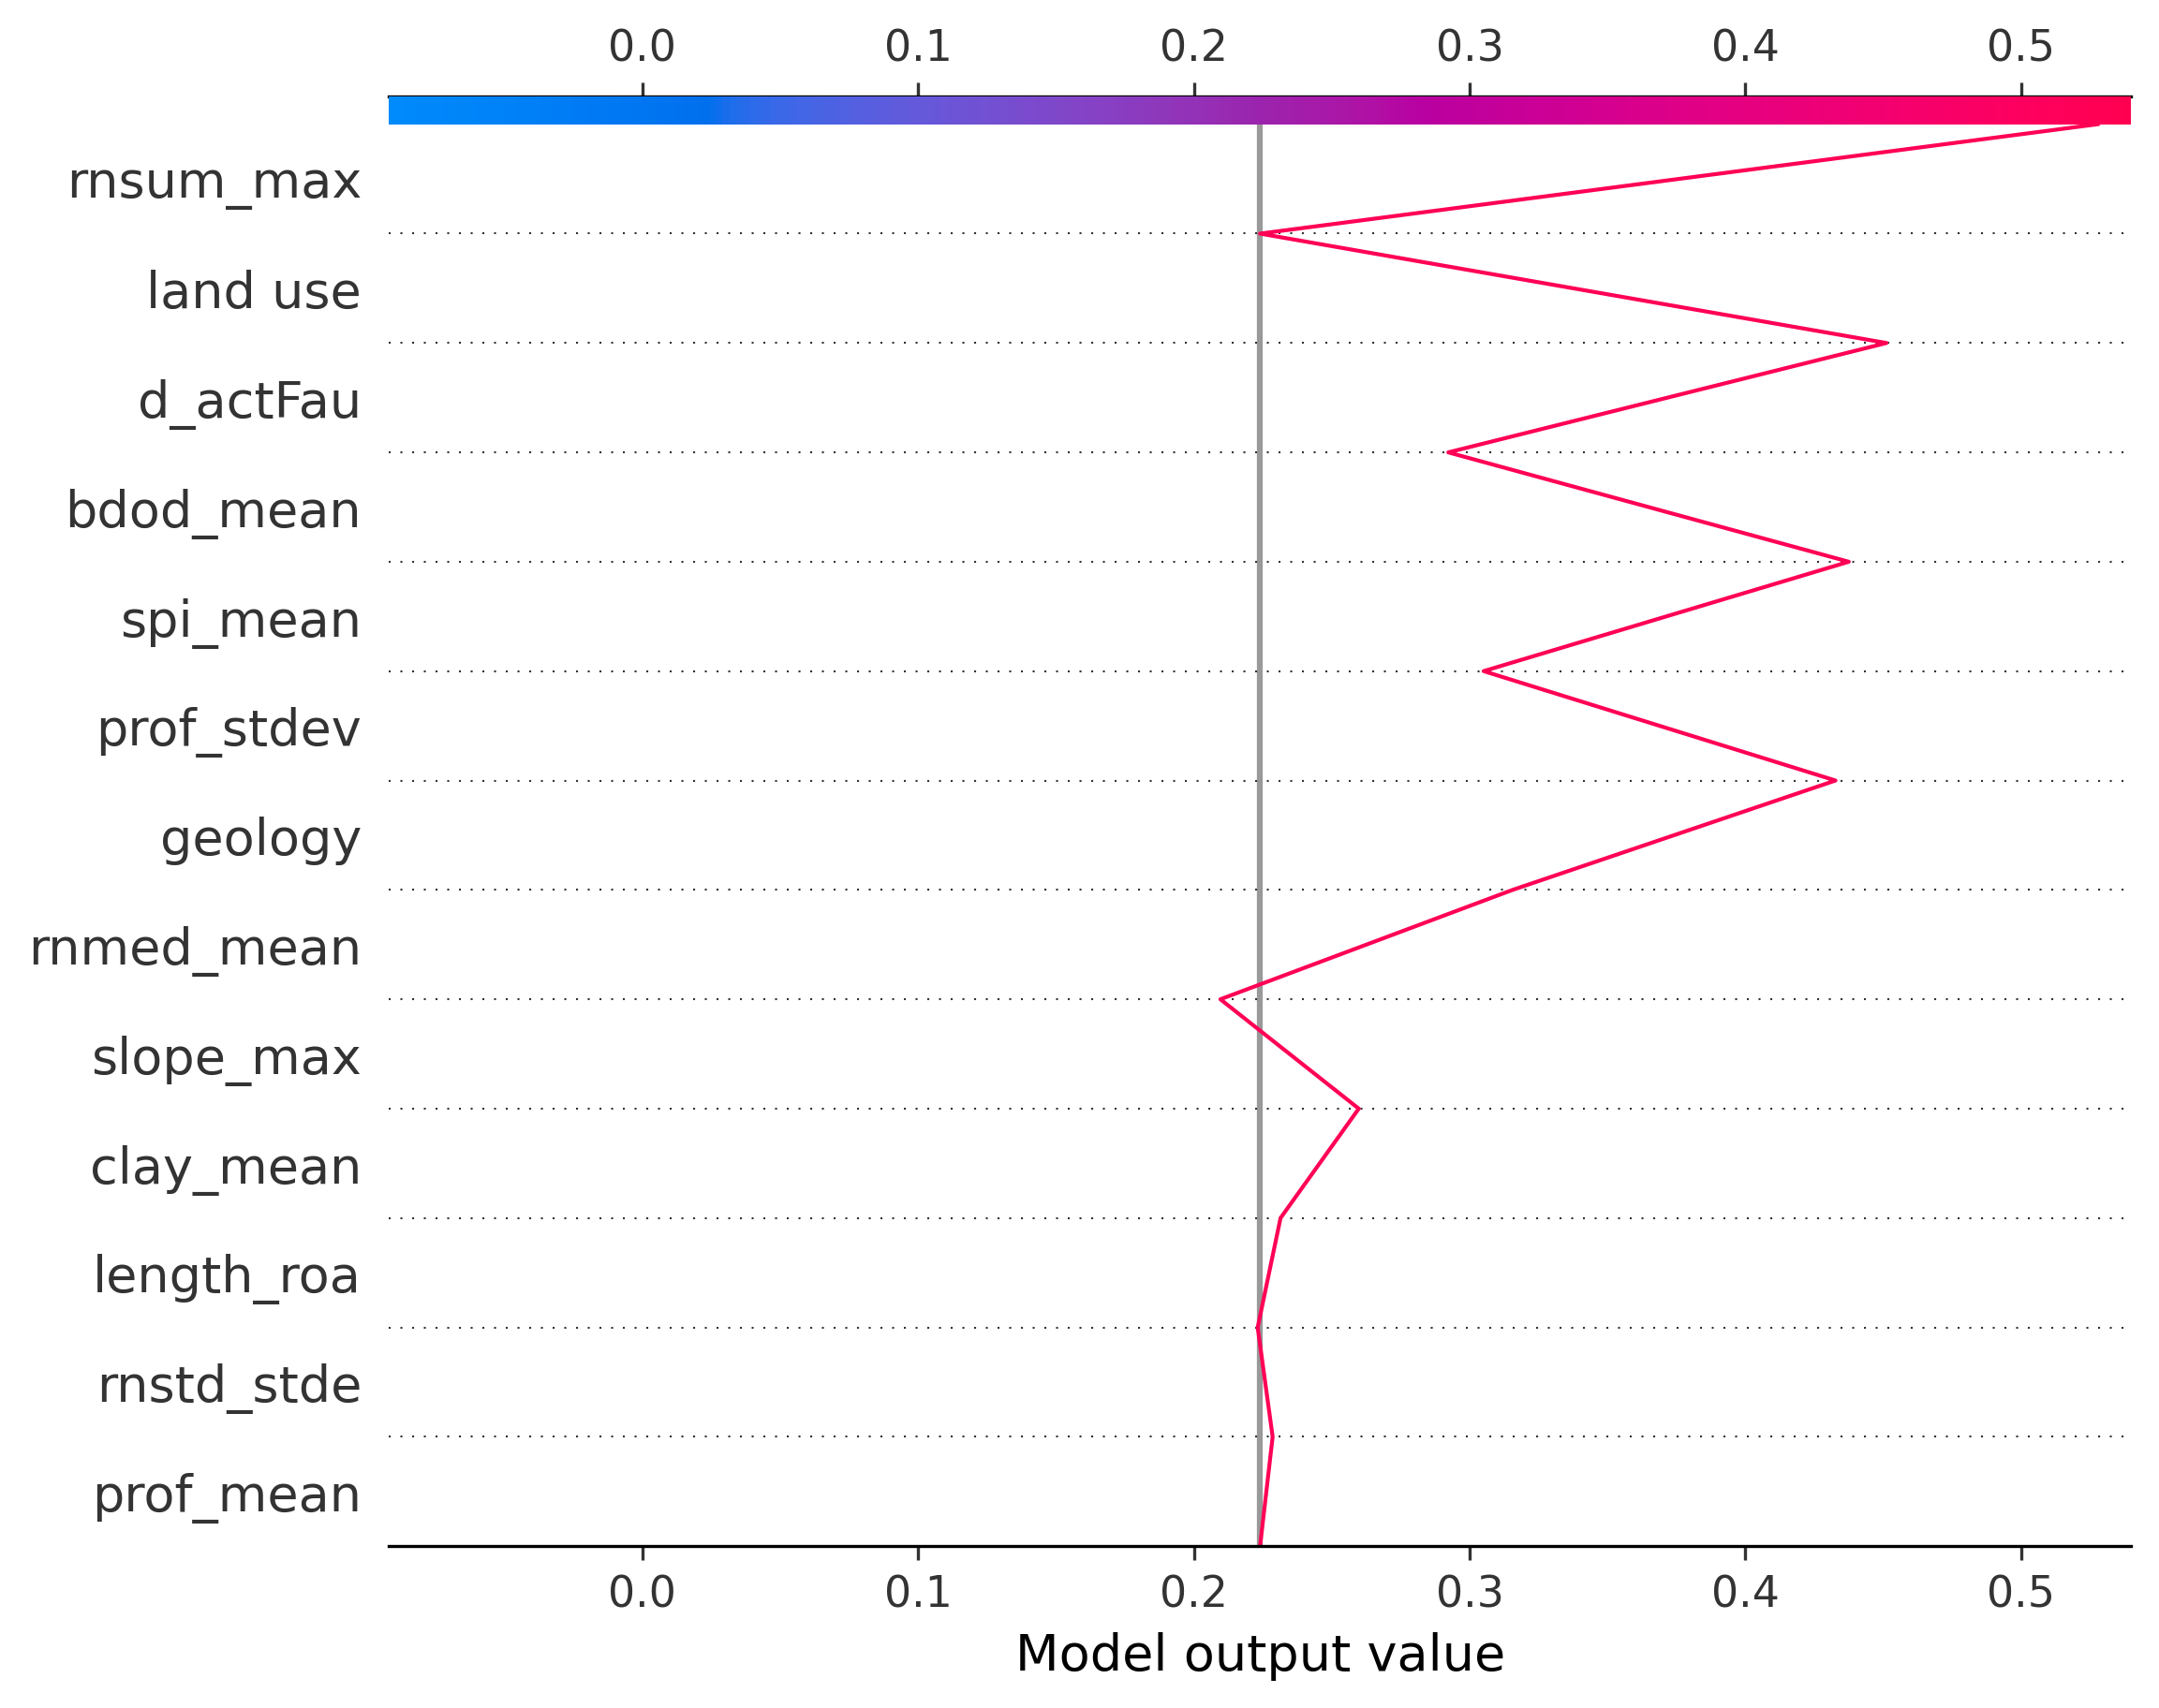 0.0 0.1 0.2 0.3 0.4 0.5
rnsum_max
land use
d_actFau
bdod_mean
spi_mean
prof_stdev
geology
rnmed_mean
slope_max
clay_mean
length_roa
rnstd_stde
prof_mean
0.0 0.1 0.2 0.3 0.4 0.5
Model output value